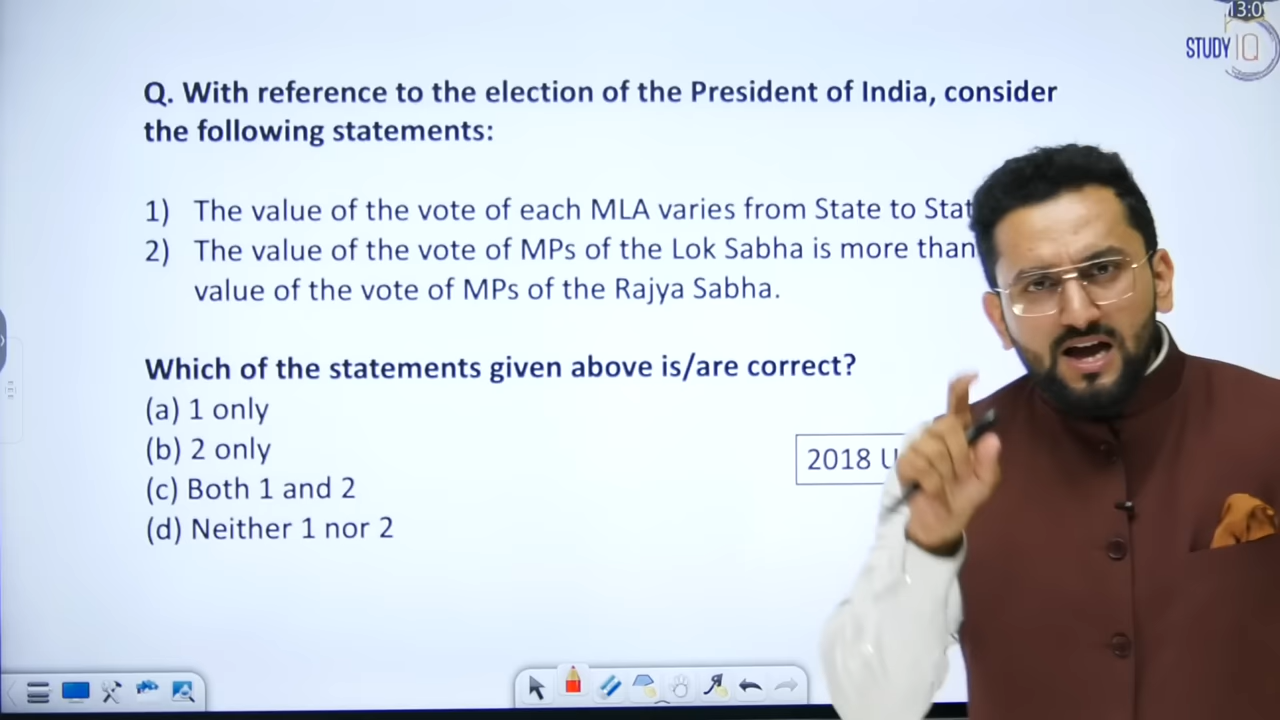 13:0
STUDY IQ
Q. With reference to the election of the President of India, consider
the following statements:
1) The value of the vote of each MLA varies from State to Stat
2) The value of the vote of MPs of the Lok Sabha is more than
value of the vote of MPs of the Rajya Sabha.
Which of the statements given above is/are correct?
(a) 1 only
(b) 2 only
(c) Both 1 and 2
(d) Neither 1 nor 2
2018 U